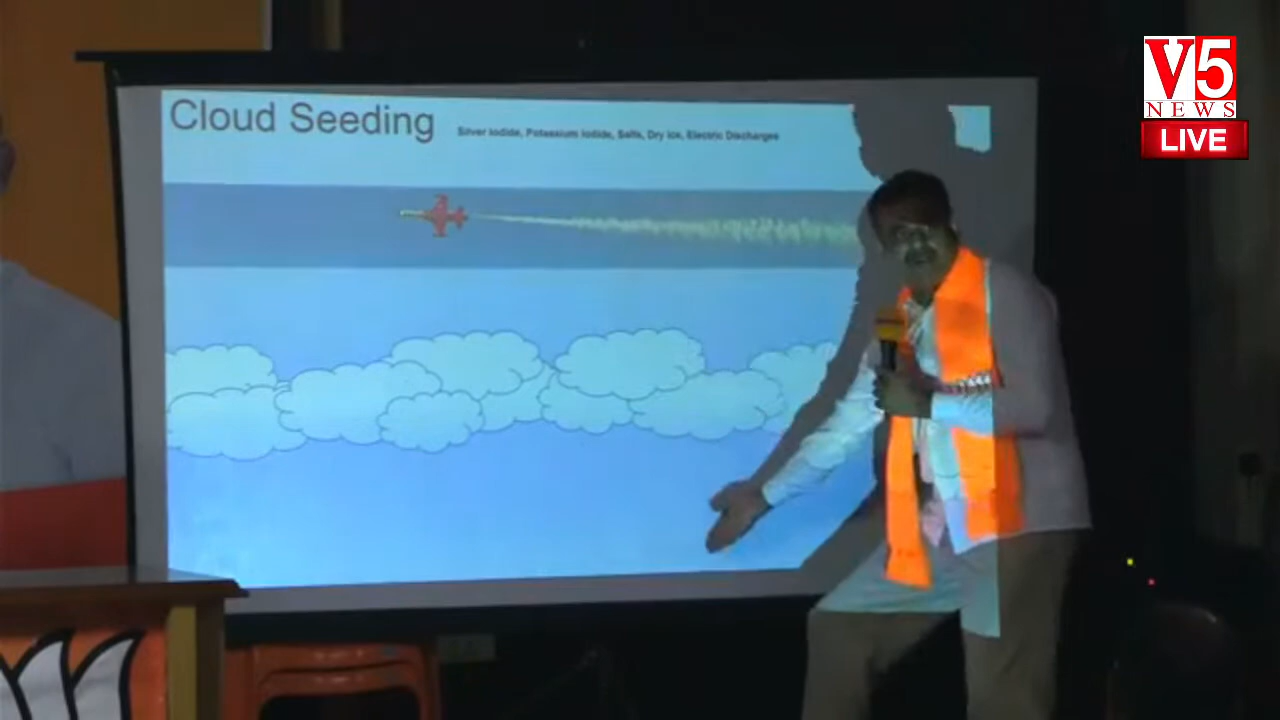 Cloud Seeding
Silver Iodide, Potassium Iodide, Salts, Dry Ice, Electric Discharges
V5
NEWS
LIVE